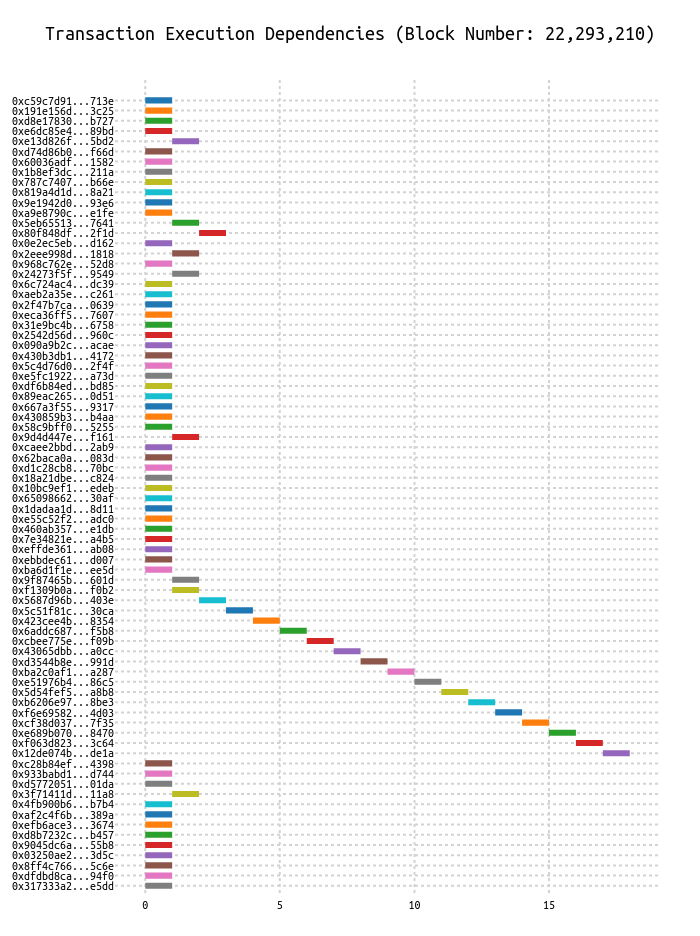 Transaction Execution Dependencies (Block Number: 22,293,210)
0xc59c7d91...713e
0x191e156d...3c25
0xd8e17830...b727
0xe6dc85e4...89bd
0xe13d826f...5bd2
0xd74d86b0...f66d
0x60036adf...1582
0x1b8ef3dc...211a
0x787c7407...b66e
0x819a4d1d...8a21
0x9e1942d0...93e6
0xa9e8790c...e1fe
0x5eb65513...7641
0x80f848df...2f1d
0x0e2ec5eb...d162
0x2eee998d...1818
0x968c762e...52d8
0x24273f5f...9549
0x6c724ac4...dc39
0xaeb2a35e...c261
0x2f47b7ca...0639
0xeca36ff5...7607
0x31e9bc4b...6758
0x2542d56d...960c
0x090a9b2c...acae
0x430b3db1...4172
0x5c4d76d0...2f4f
0xe5fc1922...a73d
0xdf6b84ed...bd85
0x89eac265...0d51
0x667a3f55...9317
0x430859b3...b4aa
0x58c9bff0...5255
0x9d4d447e...f161
0xcaee2bbd...2ab9
0x62baca0a...083d
0xd1c28cb8...70bc
0x18a21dbe...c824
0x10bc9ef1...edeb
0x65098662...30af
0x1dadaa1d...8d11
0xe55c52f2...adc0
0x460ab357...e1db
0x7e34821e...a4b5
0xeffde361...ab08
0xebbdec61...d007
0xba6d1f1e...ee5d
0x9f87465b...601d
0xf1309b0a...f0b2
0x5687d96b...403e
0x5c51f81c...30ca
0x423cee4b...8354
0x6addc687...f5b8
0xcbee775e...f09b
0x43065dbb...a0cc
0xd3544b8e...991d
0xba2c0af1...a287
0xe51976b4...86c5
0x5d54fef5...a8b8
0xb6206e97...8be3
0xf6e69582...4d03
0xcf38d037...7f35
0xe689b070...8470
0xf063d823...3c64
0x12de074b...de1a
0xc28b84ef...4398
0x933babd1...d744
0xd5772051...01da
0x3f71411d...11a8
0x4fb900b6...b7b4
0xaf2c4f6b...389a
0xefb6ace3...3674
0xd8b7232c...b457
0x9045dc6a...55b8
0x03250ae2...3d5c
0x8ff4c766...5c6e
0xdfdbd8ca...94f0
0x317333a2...e5dd
0 5 10 15